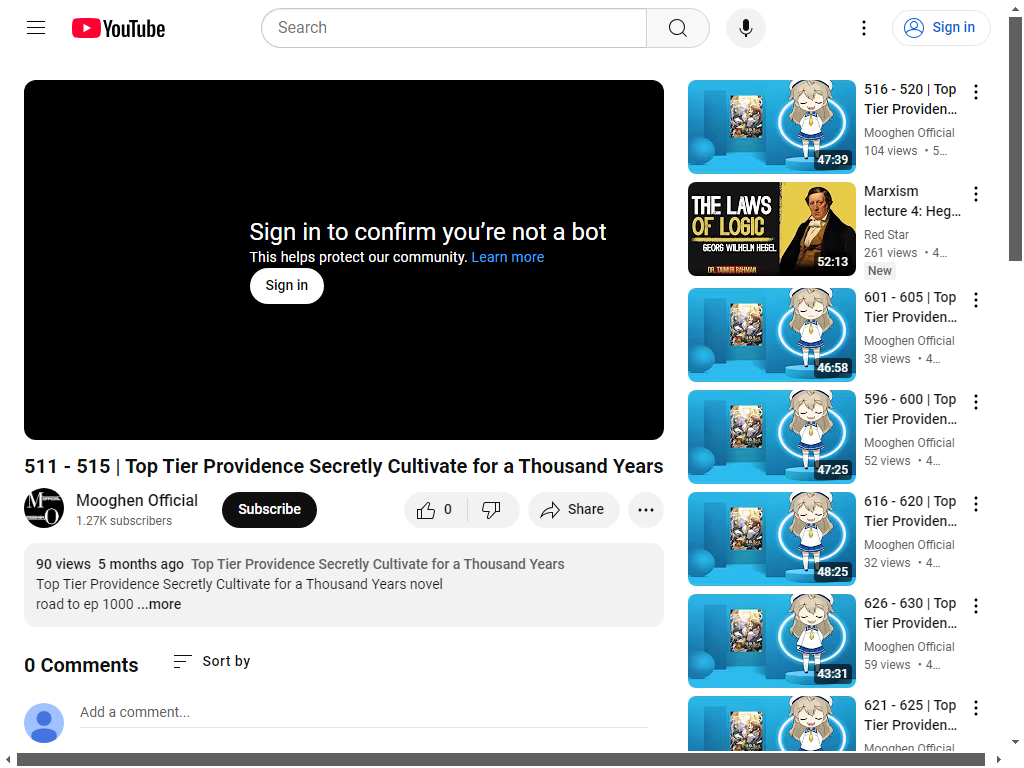 YouTube
Search
Sign in
Sign in to confirm you're not a bot
This helps protect our community. Learn more
Sign in
511 - 515 | Top Tier Providence Secretly Cultivate for a Thousand Years
Mooghen Official
1.27K subscribers
Subscribe
0
Share
90 views 5 months ago Top Tier Providence Secretly Cultivate for a Thousand Years
Top Tier Providence Secretly Cultivate for a Thousand Years novel
road to ep 1000 ...more
0 Comments
Sort by
Add a comment...
47:39
516 - 520 | Top
Tier Providen...
Mooghen Official
104 views • 5...
THE LAWS
OF LOGIC
GEORG WILHELM HEGEL
DR. TAIMUR RAHMAN
52:13
Marxism
lecture 4: Heg...
Red Star
261 views • 4...
New
46:58
601 - 605 | Top
Tier Providen...
Mooghen Official
38 views • 4...
47:25
596 - 600 | Top
Tier Providen...
Mooghen Official
52 views • 4...
48:25
616 - 620 | Top
Tier Providen...
Mooghen Official
32 views • 4...
43:31
626 - 630 | Top
Tier Providen...
Mooghen Official
59 views • 4...
621 - 625 | Top
Tier Providen...
Mooghen Official